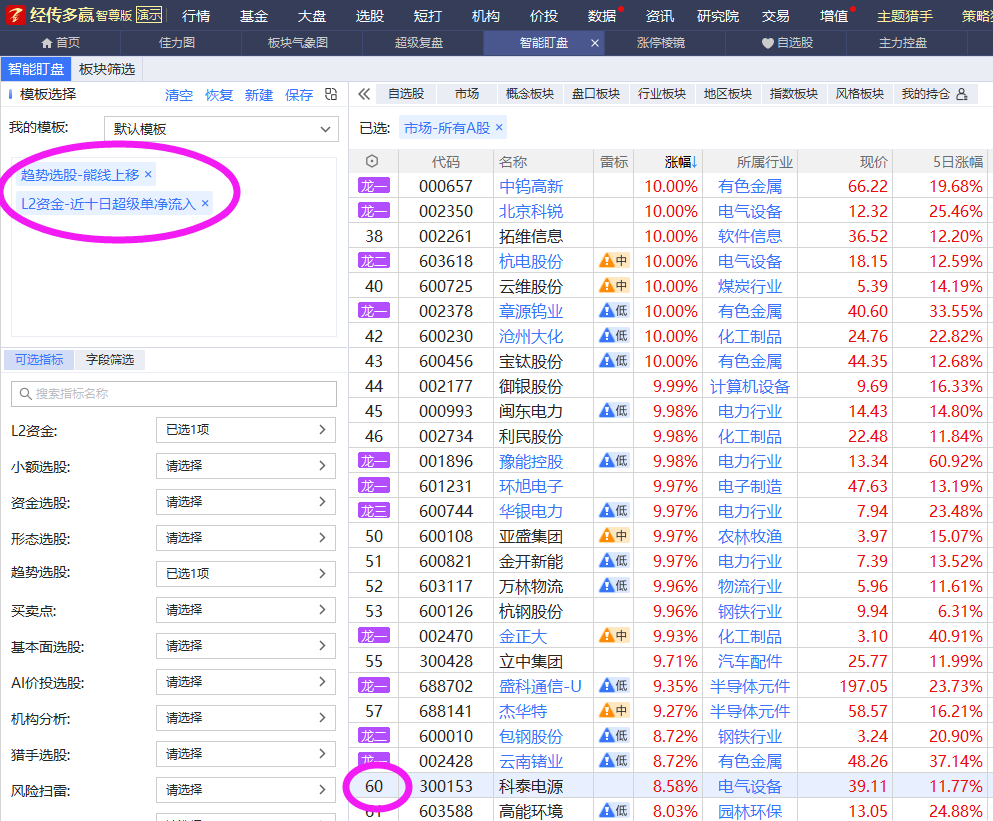 经传多赢 智尊版 演示 行情 基金 大盘 选股 短打 机构 价投 数据 资讯 研究院 交易 增值 主题猎手
首页 佳力图 板块气象图 超级复盘 智能盯盘 × 涨停棱镜 自选股 主力控盘
智能盯盘 板块筛选
模板选择 清空 恢复 新建 保存
我的模板: 默认模板
趋势选股-熊线上移 ×
L2资金-近十日超级单净流入 ×
可选指标 字段筛选
搜索指标名称
L2资金: 已选1项
小额选股: 请选择
资金选股: 请选择
形态选股: 请选择
趋势选股: 已选1项
买卖点: 请选择
基本面选股: 请选择
AI价投选股: 请选择
机构分析: 请选择
猎手选股: 请选择
风险扫雷: 请选择
自选股 市场 概念板块 盘口板块 行业板块 地区板块 指数板块 风格板块 我的持仓
已选: 市场-所有A股 ×
代码 名称 雷标 涨幅↓ 所属行业 现价 5日涨幅
龙一 000657 中钨高新 10.00% 有色金属 66.22 19.68%
龙一 002350 北京科锐 10.00% 电气设备 12.32 25.46%
38 002261 拓维信息 10.00% 软件信息 36.52 12.20%
龙二 603618 杭电股份 中 10.00% 电气设备 18.15 12.59%
40 600725 云维股份 中 10.00% 煤炭行业 5.39 14.19%
龙一 002378 章源钨业 低 10.00% 有色金属 40.60 33.55%
42 600230 沧州大化 低 10.00% 化工制品 24.76 22.82%
43 600456 宝钛股份 低 10.00% 有色金属 44.35 12.68%
44 002177 御银股份 9.99% 计算机设备 9.69 16.33%
45 000993 闽东电力 低 9.98% 电力行业 14.43 14.80%
46 002734 利民股份 9.98% 化工制品 22.48 11.84%
龙一 001896 豫能控股 低 9.98% 电力行业 13.34 60.92%
龙一 601231 环旭电子 9.97% 电子制造 47.63 13.19%
龙三 600744 华银电力 低 9.97% 电力行业 7.94 23.48%
50 600108 亚盛集团 中 9.97% 农林牧渔 3.97 15.07%
51 600821 金开新能 低 9.97% 电力行业 7.39 13.52%
52 603117 万林物流 低 9.96% 物流行业 5.96 11.61%
53 600126 杭钢股份 9.96% 钢铁行业 9.94 6.31%
龙一 002470 金正大 中 9.93% 化工制品 3.10 40.91%
55 300428 立中集团 9.71% 汽车配件 25.77 11.99%
龙一 688702 盛科通信-U 低 9.35% 半导体元件 197.05 23.73%
57 688141 杰华特 中 9.27% 半导体元件 58.57 16.21%
龙二 600010 包钢股份 低 8.72% 钢铁行业 3.24 20.90%
龙一 002428 云南锗业 低 8.72% 有色金属 48.26 37.14%
60 300153 科泰电源 8.58% 电气设备 39.11 11.77%
61 603588 高能环境 低 8.03% 园林环保 13.05 24.88%